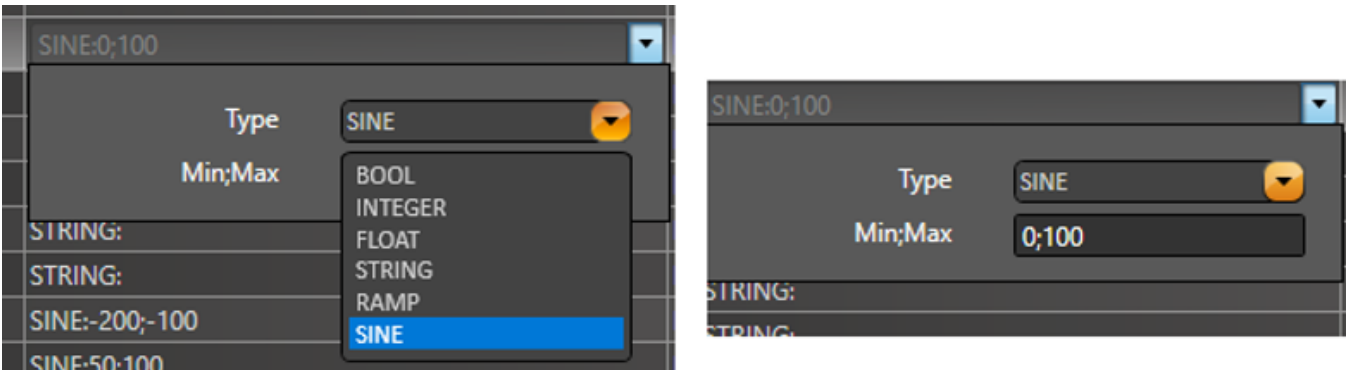 SINE:0;100
Type SINE
Min;Max
BOOL
INTEGER
FLOAT
STRING
RAMP
SINE
STRING:
STRING:
SINE:-200;-100
SINE:50;100
SINE:0;100
Type SINE
Min;Max 0;100
STRING:
STRING: